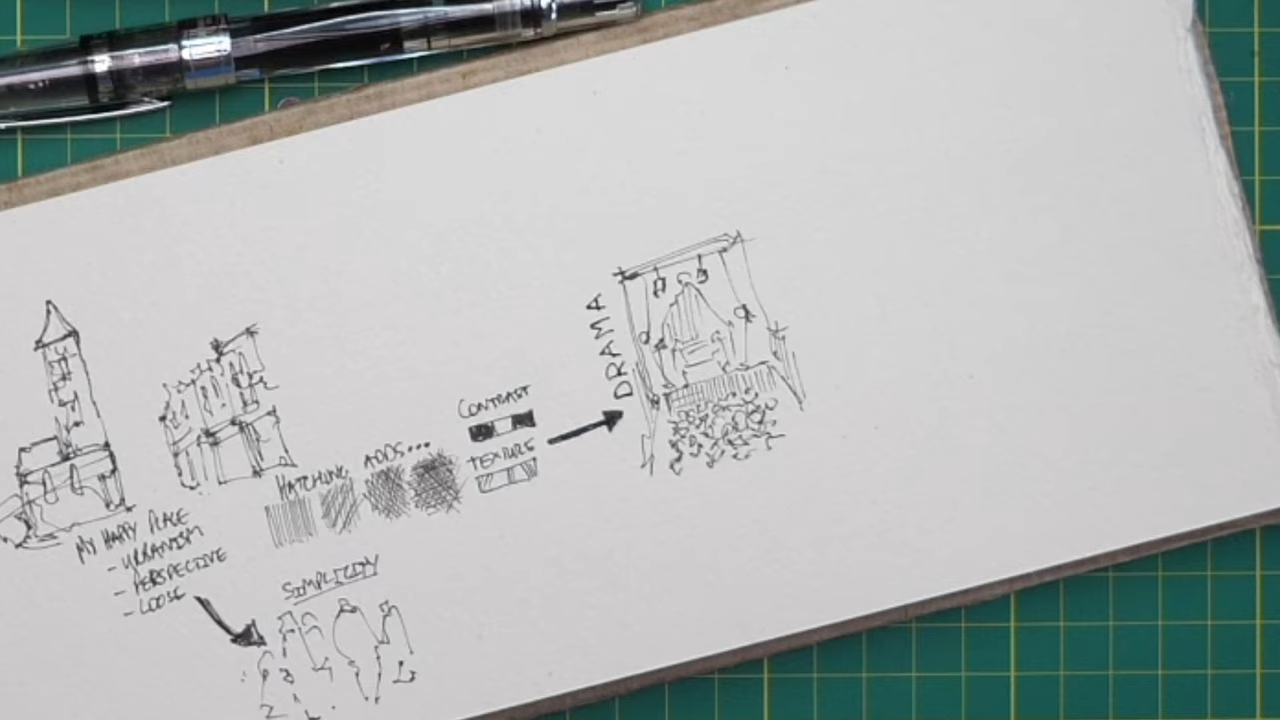 MY HAPPY PLACE
- URBANISM
- PERSPECTIVE
- LOOSE
HATCHING
ADDS...
CONTRAST
TEXTURE
DRAMA
SIMPLICITY